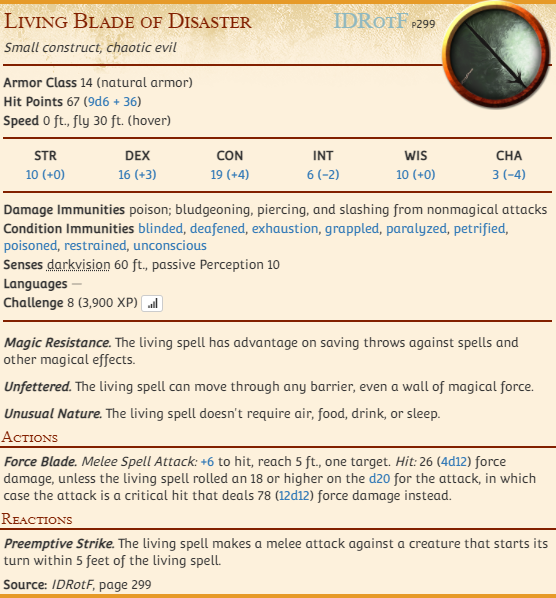 Living Blade of Disaster IDRotF p299
Small construct, chaotic evil
Armor Class 14 (natural armor)
Hit Points 67 (9d6 + 36)
Speed 0 ft., fly 30 ft. (hover)
STR DEX CON INT WIS CHA
10 (+0) 16 (+3) 19 (+4) 6 (−2) 10 (+0) 3 (−4)
Damage Immunities poison; bludgeoning, piercing, and slashing from nonmagical attacks
Condition Immunities blinded, deafened, exhaustion, grappled, paralyzed, petrified,
poisoned, restrained, unconscious
Senses darkvision 60 ft., passive Perception 10
Languages —
Challenge 8 (3,900 XP)
Magic Resistance. The living spell has advantage on saving throws against spells and
other magical effects.
Unfettered. The living spell can move through any barrier, even a wall of magical force.
Unusual Nature. The living spell doesn't require air, food, drink, or sleep.
Actions
Force Blade. Melee Spell Attack: +6 to hit, reach 5 ft., one target. Hit: 26 (4d12) force
damage, unless the living spell rolled an 18 or higher on the d20 for the attack, in which
case the attack is a critical hit that deals 78 (12d12) force damage instead.
Reactions
Preemptive Strike. The living spell makes a melee attack against a creature that starts its
turn within 5 feet of the living spell.
Source: IDRotF, page 299